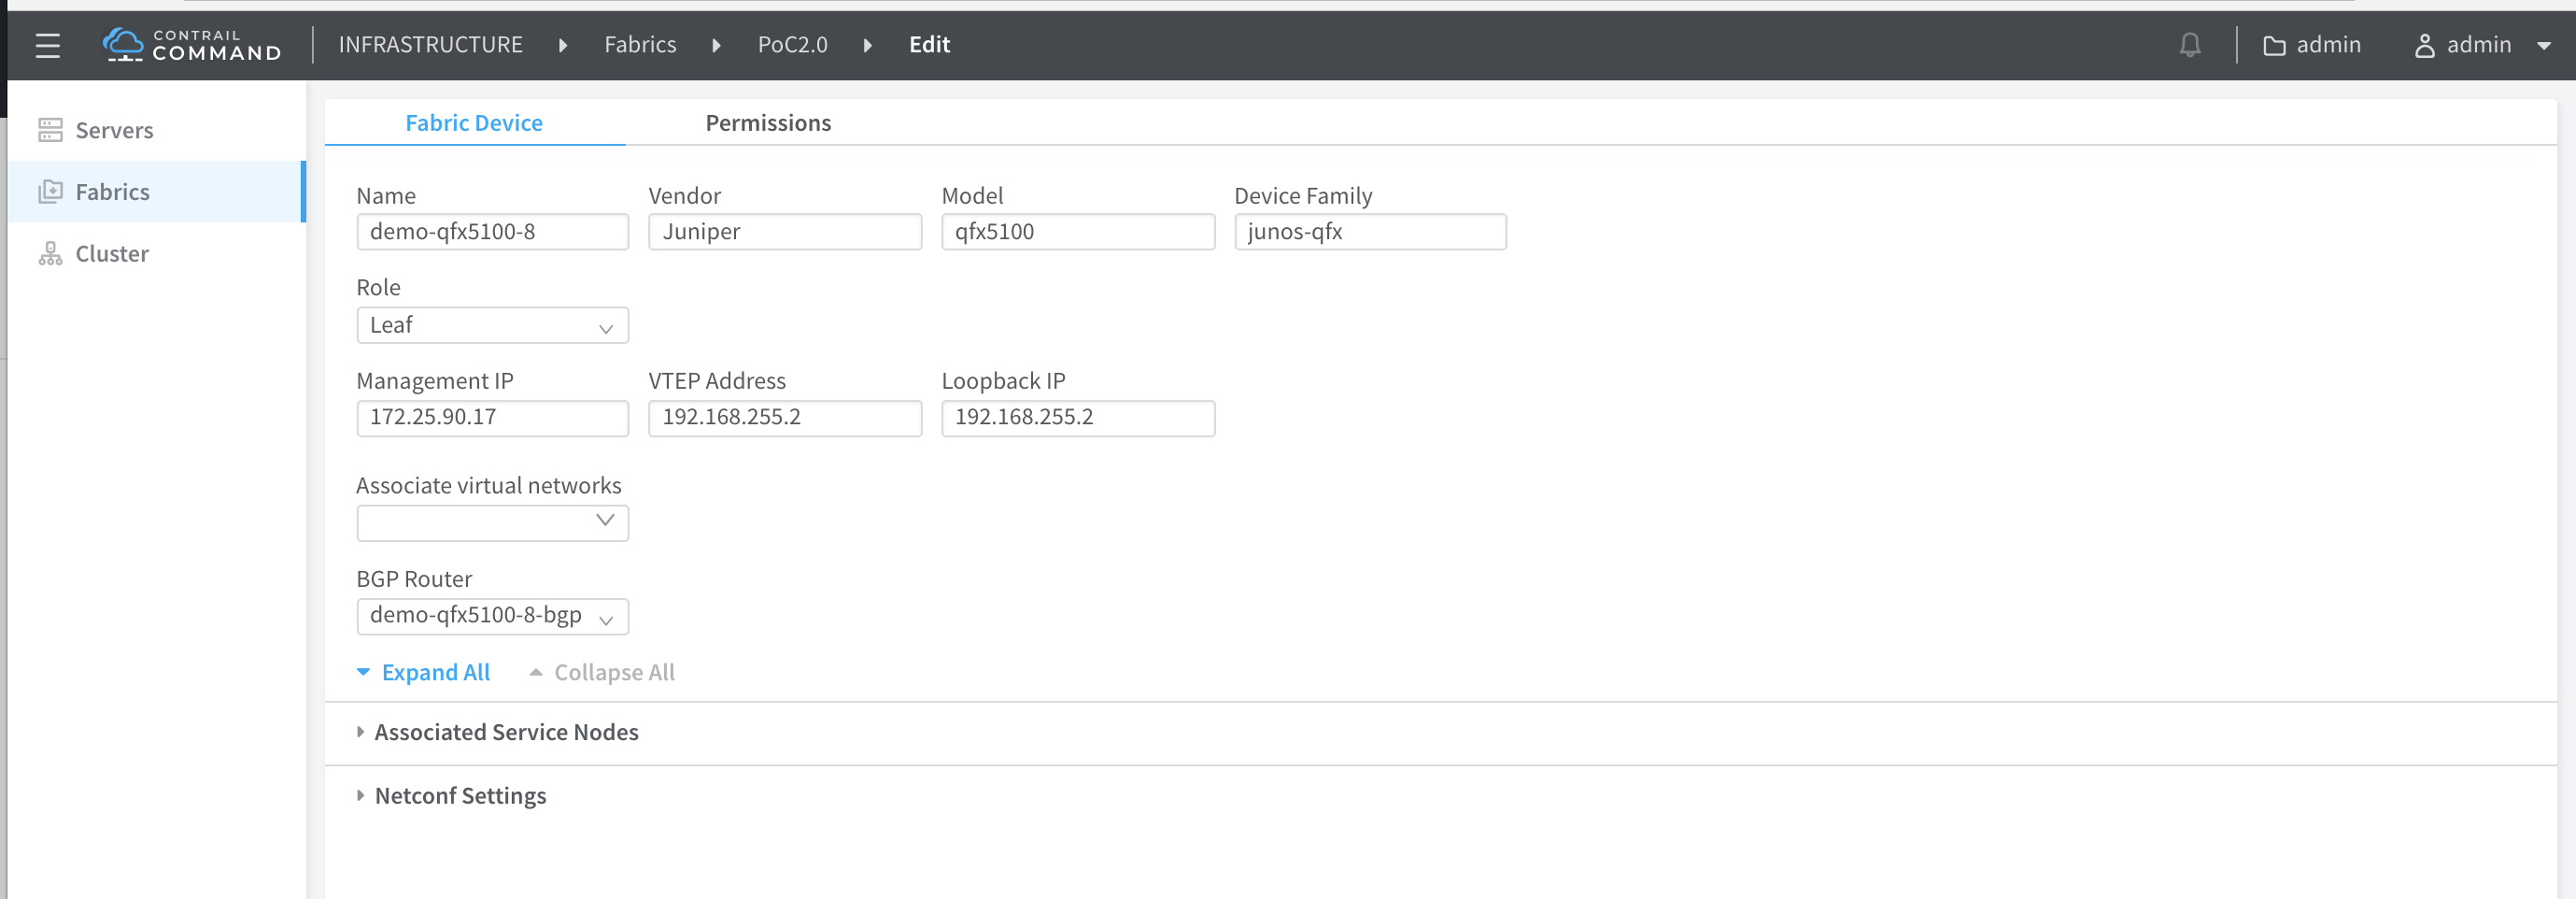 CONTRAIL
COMMAND
INFRASTRUCTURE Fabrics PoC2.0 Edit
admin admin
Servers
Fabrics
Cluster
Fabric Device Permissions
Name Vendor Model Device Family
demo-qfx5100-8 Juniper qfx5100 junos-qfx
Role
Leaf
Management IP VTEP Address Loopback IP
172.25.90.17 192.168.255.2 192.168.255.2
Associate virtual networks
BGP Router
demo-qfx5100-8-bgp
Expand All Collapse All
Associated Service Nodes
Netconf Settings